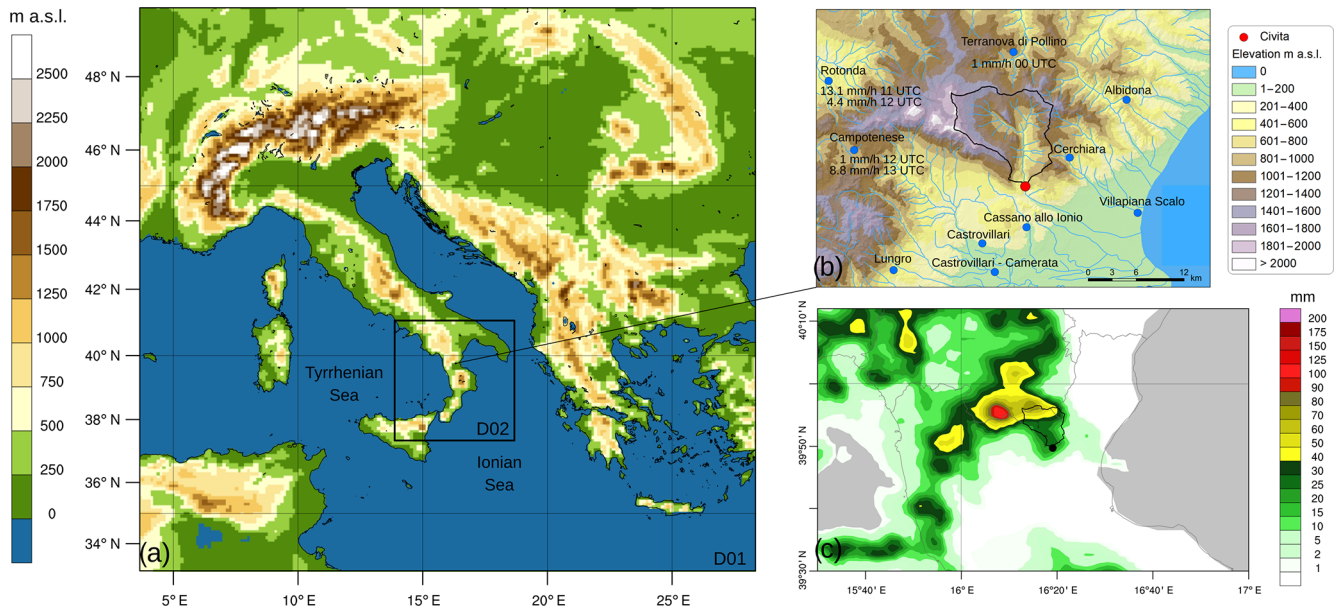 m a.s.l.
2500
2250
2000
1750
1500
1250
1000
750
500
250
0
48° N
46° N
44° N
42° N
40° N
38° N
36° N
34° N
Tyrrhenian
Sea
D02
Ionian
Sea
(a)
D01
5° E
10° E
15° E
20° E
25° E
Terranova di Pollino
1 mm/h 00 UTC
Rotonda
13.1 mm/h 11 UTC
4.4 mm/h 12 UTC
Albidona
Campotenese
1 mm/h 12 UTC
8.8 mm/h 13 UTC
Cerchiara
Villapiana Scalo
Cassano allo Ionio
Castrovillari
Lungro
Castrovillari - Camerata
(b)
0 3 6 12 km
Civita
Elevation m a.s.l.
0
1–200
201–400
401–600
601–800
801–1000
1001–1200
1201–1400
1401–1600
1601–1800
1801–2000
> 2000
40°10' N
39°50' N
39°30' N
(c)
15°40' E
16° E
16°20' E
16°40' E
17° E
mm
200
175
150
125
100
90
80
70
60
50
40
30
25
20
15
10
5
2
1